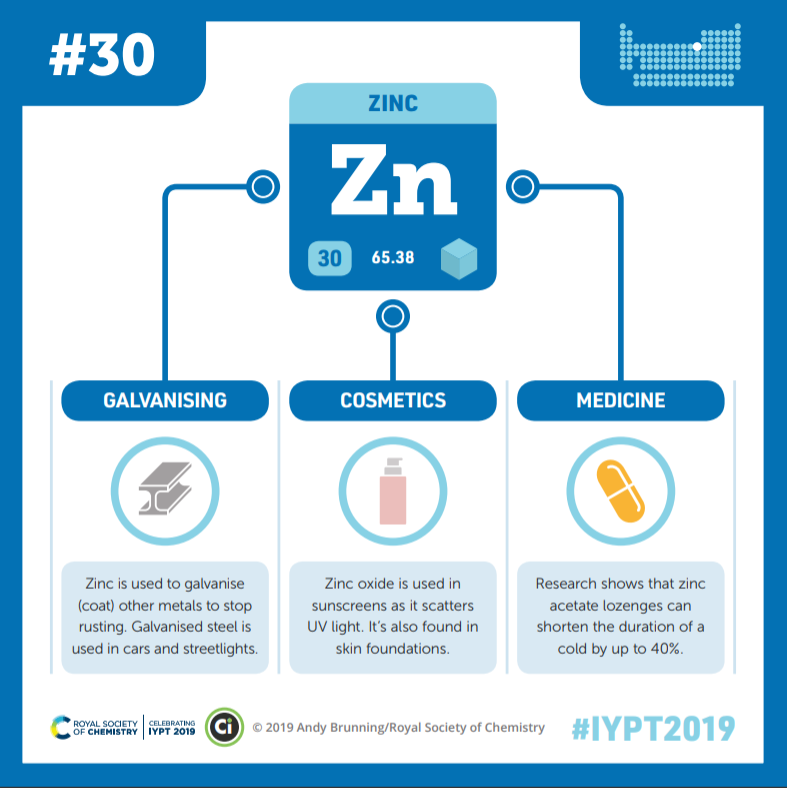 #30
ZINC
Zn
30 65.38
GALVANISING
Zinc is used to galvanise
(coat) other metals to stop
rusting. Galvanised steel is
used in cars and streetlights.
COSMETICS
Zinc oxide is used in
sunscreens as it scatters
UV light. It’s also found in
skin foundations.
MEDICINE
Research shows that zinc
acetate lozenges can
shorten the duration of a
cold by up to 40%.
ROYAL SOCIETY
OF CHEMISTRY
CELEBRATING
IYPT 2019
Ci
© 2019 Andy Brunning/Royal Society of Chemistry
#IYPT2019